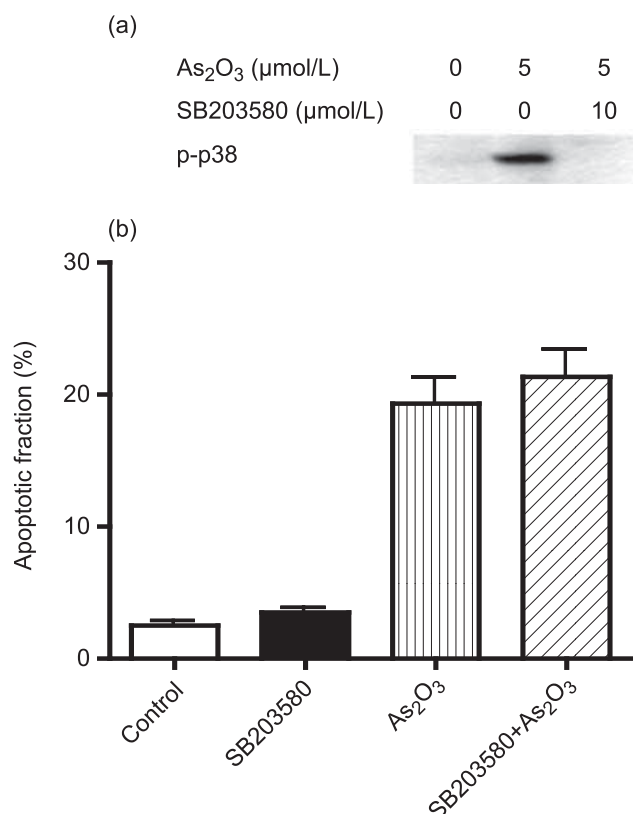 (a)
As₂O₃ (µmol/L) 0 5 5
SB203580 (µmol/L) 0 0 10
p-p38
(b)
30
20
10
0
Apoptotic fraction (%)
Control
SB203580
As₂O₃
SB203580+As₂O₃